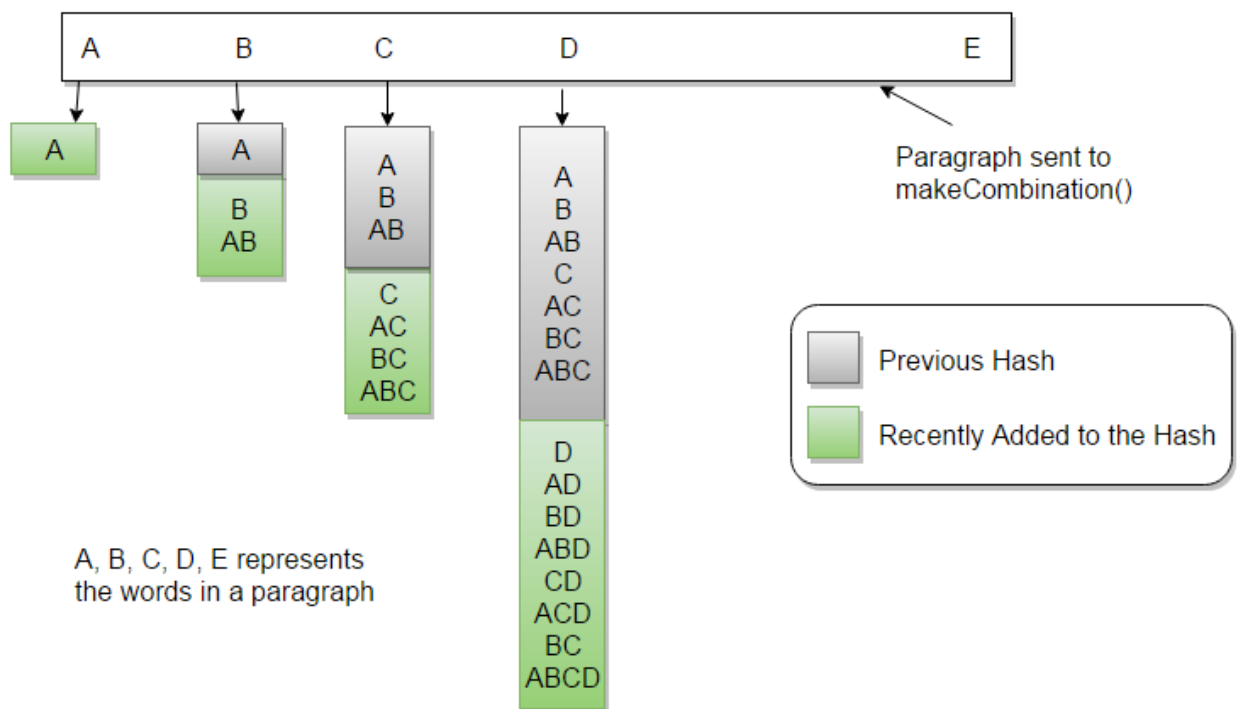 A B C D E
A
A
B
AB
A
B
AB
C
AC
BC
ABC
A
B
AB
C
AC
BC
ABC
D
AD
BD
ABD
CD
ACD
BC
ABCD
Paragraph sent to
makeCombination()
Previous Hash
Recently Added to the Hash
A, B, C, D, E represents
the words in a paragraph